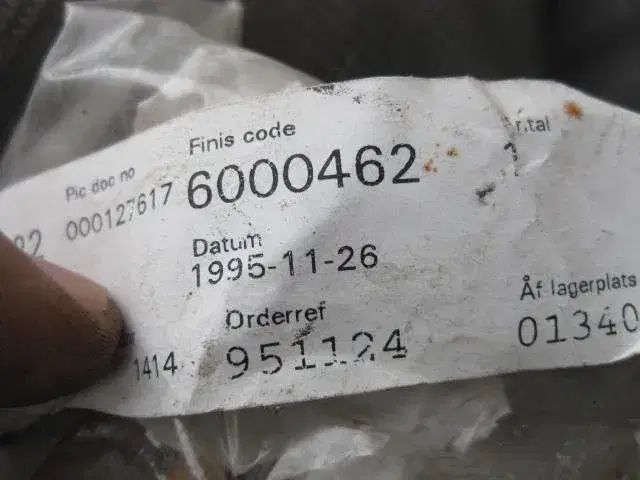 Finis code
6000462
Pic doc no
000127617
Datum
1995-11-26
Orderref
951124
1414
Åf lagerplats
01340